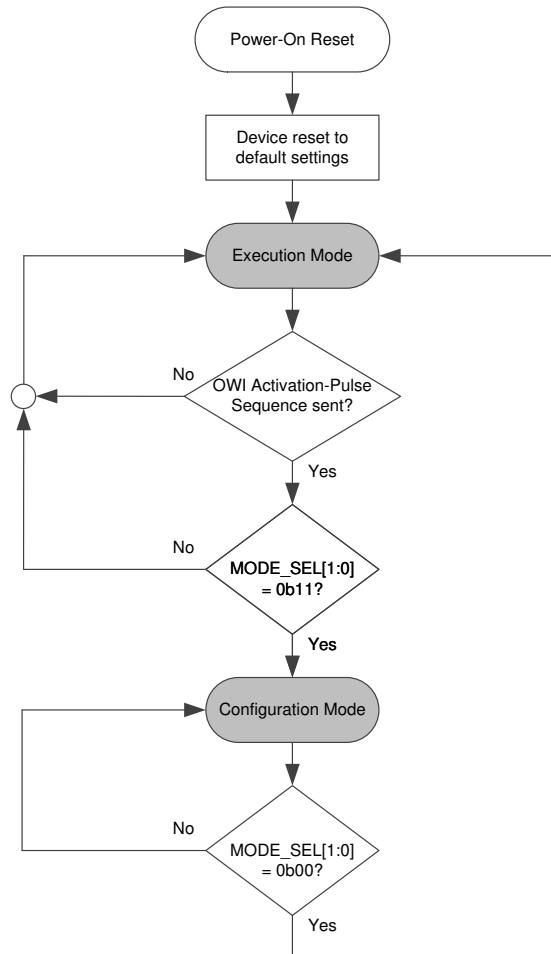 Power-On Reset
Device reset to
default settings
Execution Mode
No
OWI Activation-Pulse
Sequence sent?
Yes
No
MODE_SEL[1:0]
= 0b11?
Yes
Configuration Mode
No
MODE_SEL[1:0]
= 0b00?
Yes